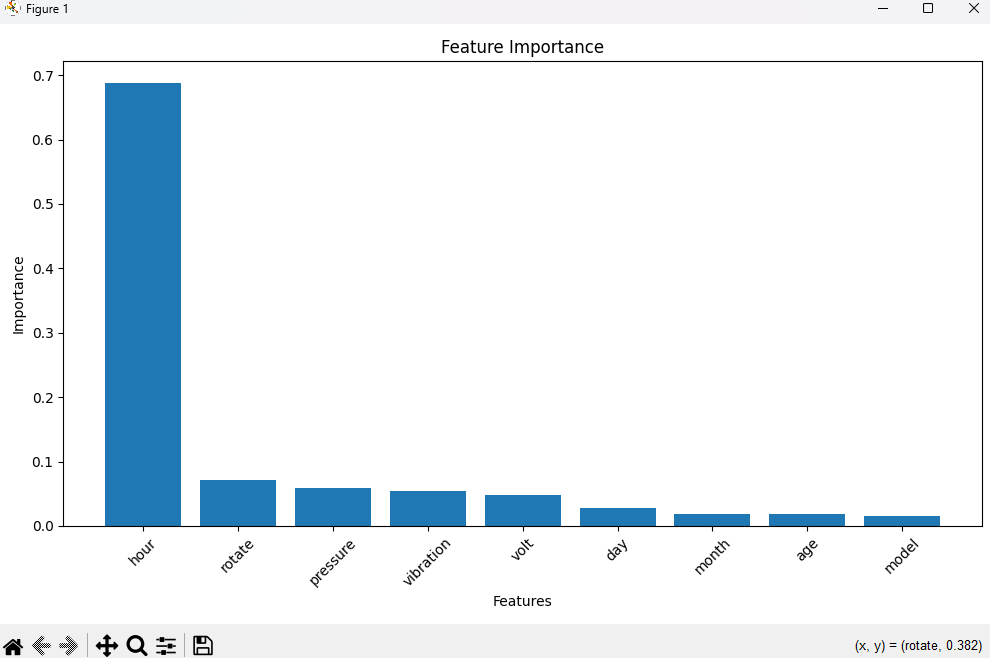 Figure 1
Feature Importance
0.7
0.6
0.5
0.4
0.3
0.2
0.1
0.0
Importance
hour
rotate
pressure
vibration
volt
day
month
age
model
Features
(x, y) = (rotate, 0.382)